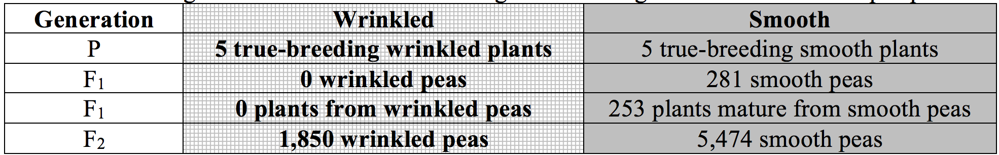 Generation Wrinkled Smooth
P 5 true-breeding wrinkled plants 5 true-breeding smooth plants
F1 0 wrinkled peas 281 smooth peas
F1 0 plants from wrinkled peas 253 plants mature from smooth peas
F2 1,850 wrinkled peas 5,474 smooth peas